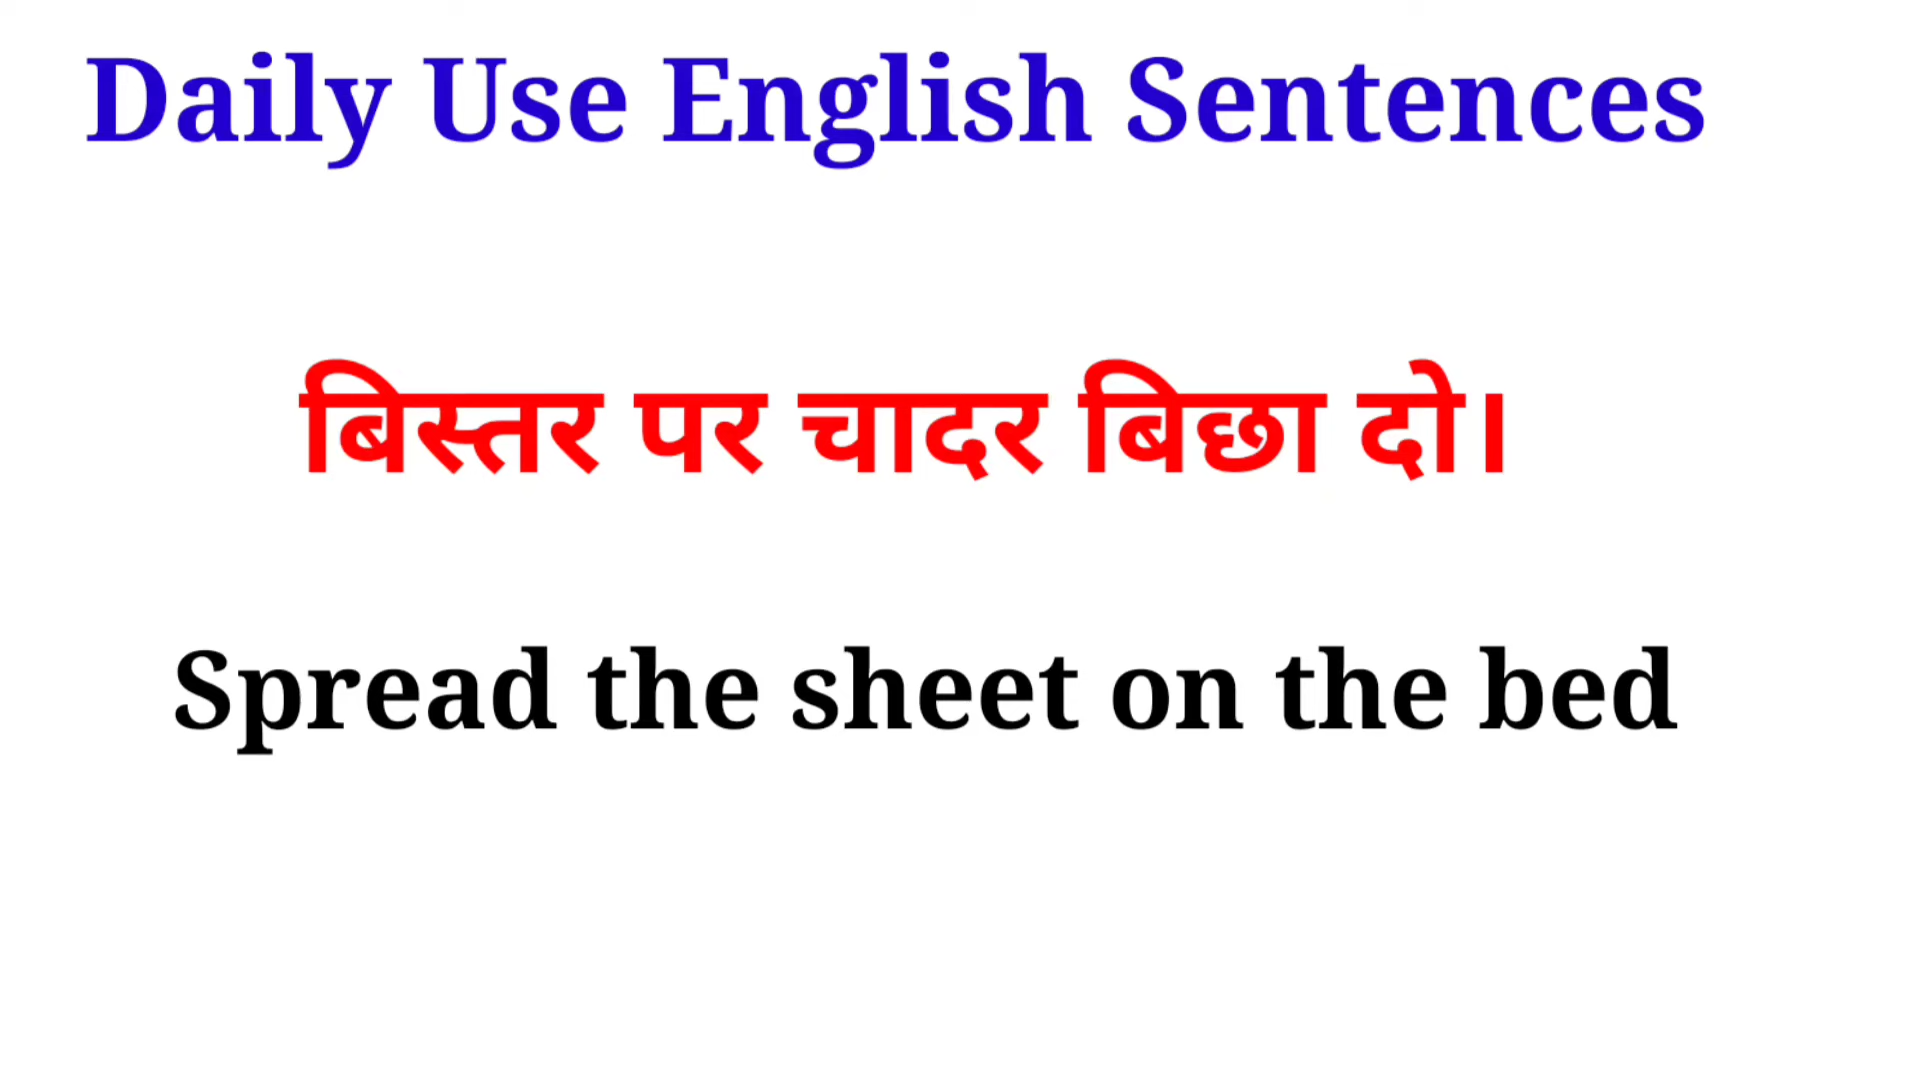 Daily Use English Sentences
बिस्तर पर चादर बिछा दो।
Spread the sheet on the bed